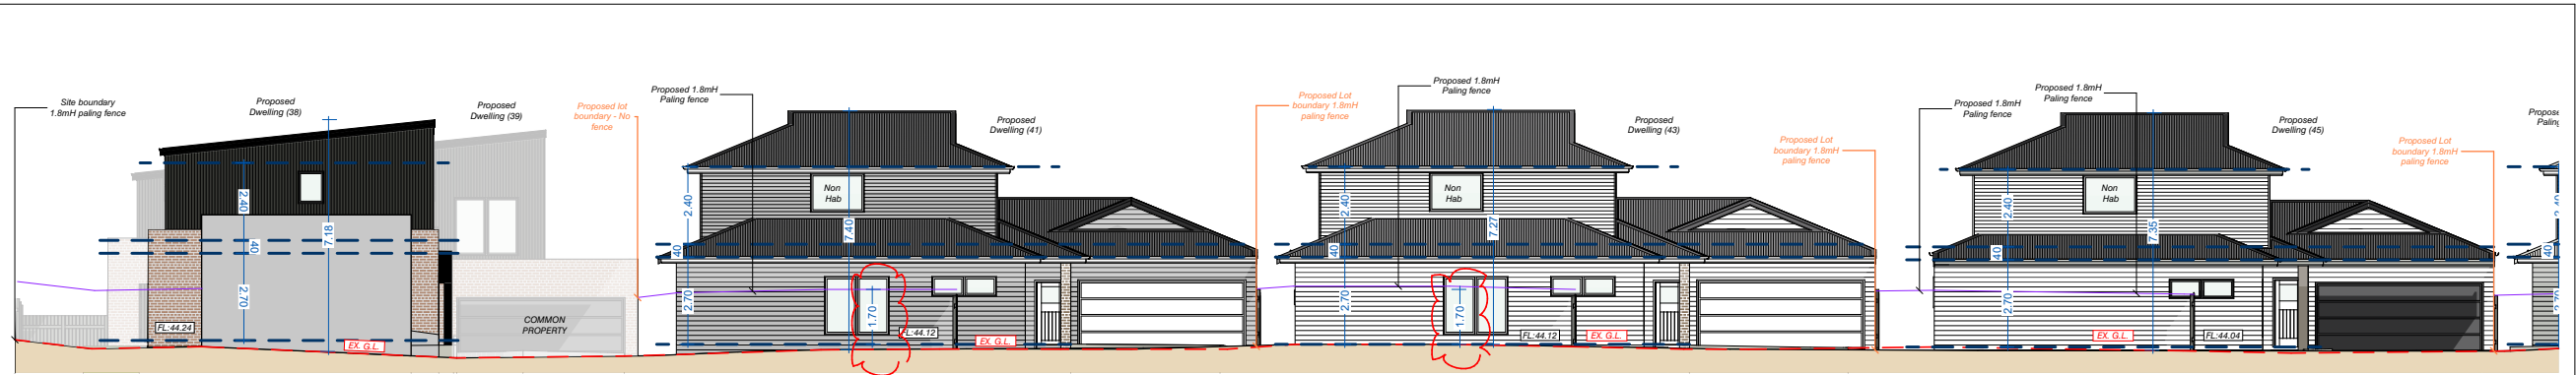 Site boundary
1.8mH paling fence
Proposed
Dwelling (38)
Proposed
Dwelling (39)
Proposed lot
boundary - No
fence
2.40
40
2.70
7.18
FL:44.24
EX. G.L.
COMMON
PROPERTY
Proposed 1.8mH
Paling fence
Proposed
Dwelling (41)
Non
Hab
2.40
40
2.70
7.40
1.70
FL:44.12
EX. G.L.
Proposed Lot
boundary 1.8mH
paling fence
Proposed 1.8mH
Paling fence
Proposed
Dwelling (43)
Non
Hab
2.40
40
2.70
7.27
1.70
FL:44.12
EX. G.L.
Proposed Lot
boundary 1.8mH
paling fence
Proposed 1.8mH
Paling fence
Proposed 1.8mH
Paling fence
Proposed
Dwelling (45)
Non
Hab
2.40
40
2.70
7.35
EX. G.L.
FL:44.04
Proposed Lot
boundary 1.8mH
paling fence
40